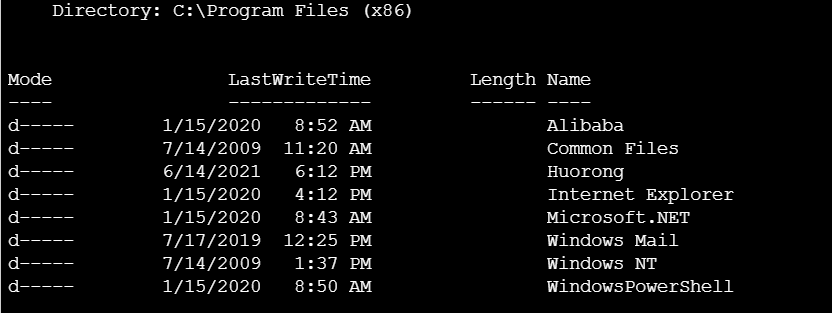 Directory: C:\Program Files (x86)
Mode LastWriteTime Length Name
---- ------------- ------ ----
d----- 1/15/2020 8:52 AM Alibaba
d----- 7/14/2009 11:20 AM Common Files
d----- 6/14/2021 6:12 PM Huorong
d----- 1/15/2020 4:12 PM Internet Explorer
d----- 1/15/2020 8:43 AM Microsoft.NET
d----- 7/17/2019 12:25 PM Windows Mail
d----- 7/14/2009 1:37 PM Windows NT
d----- 1/15/2020 8:50 AM WindowsPowerShell